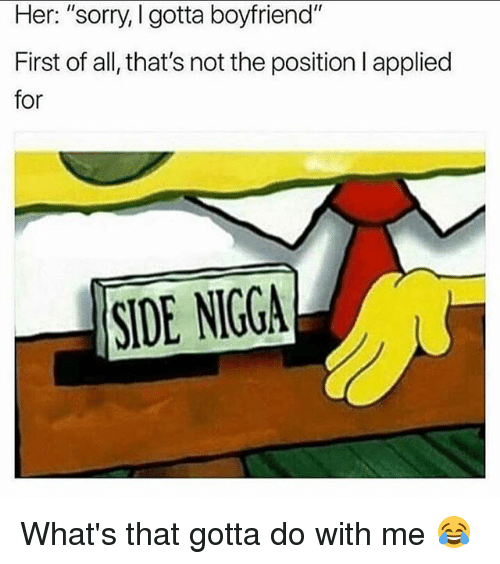 Her: "sorry, I gotta boyfriend"
First of all, that's not the position I applied
for
SIDE NIGGA
What's that gotta do with me 😂